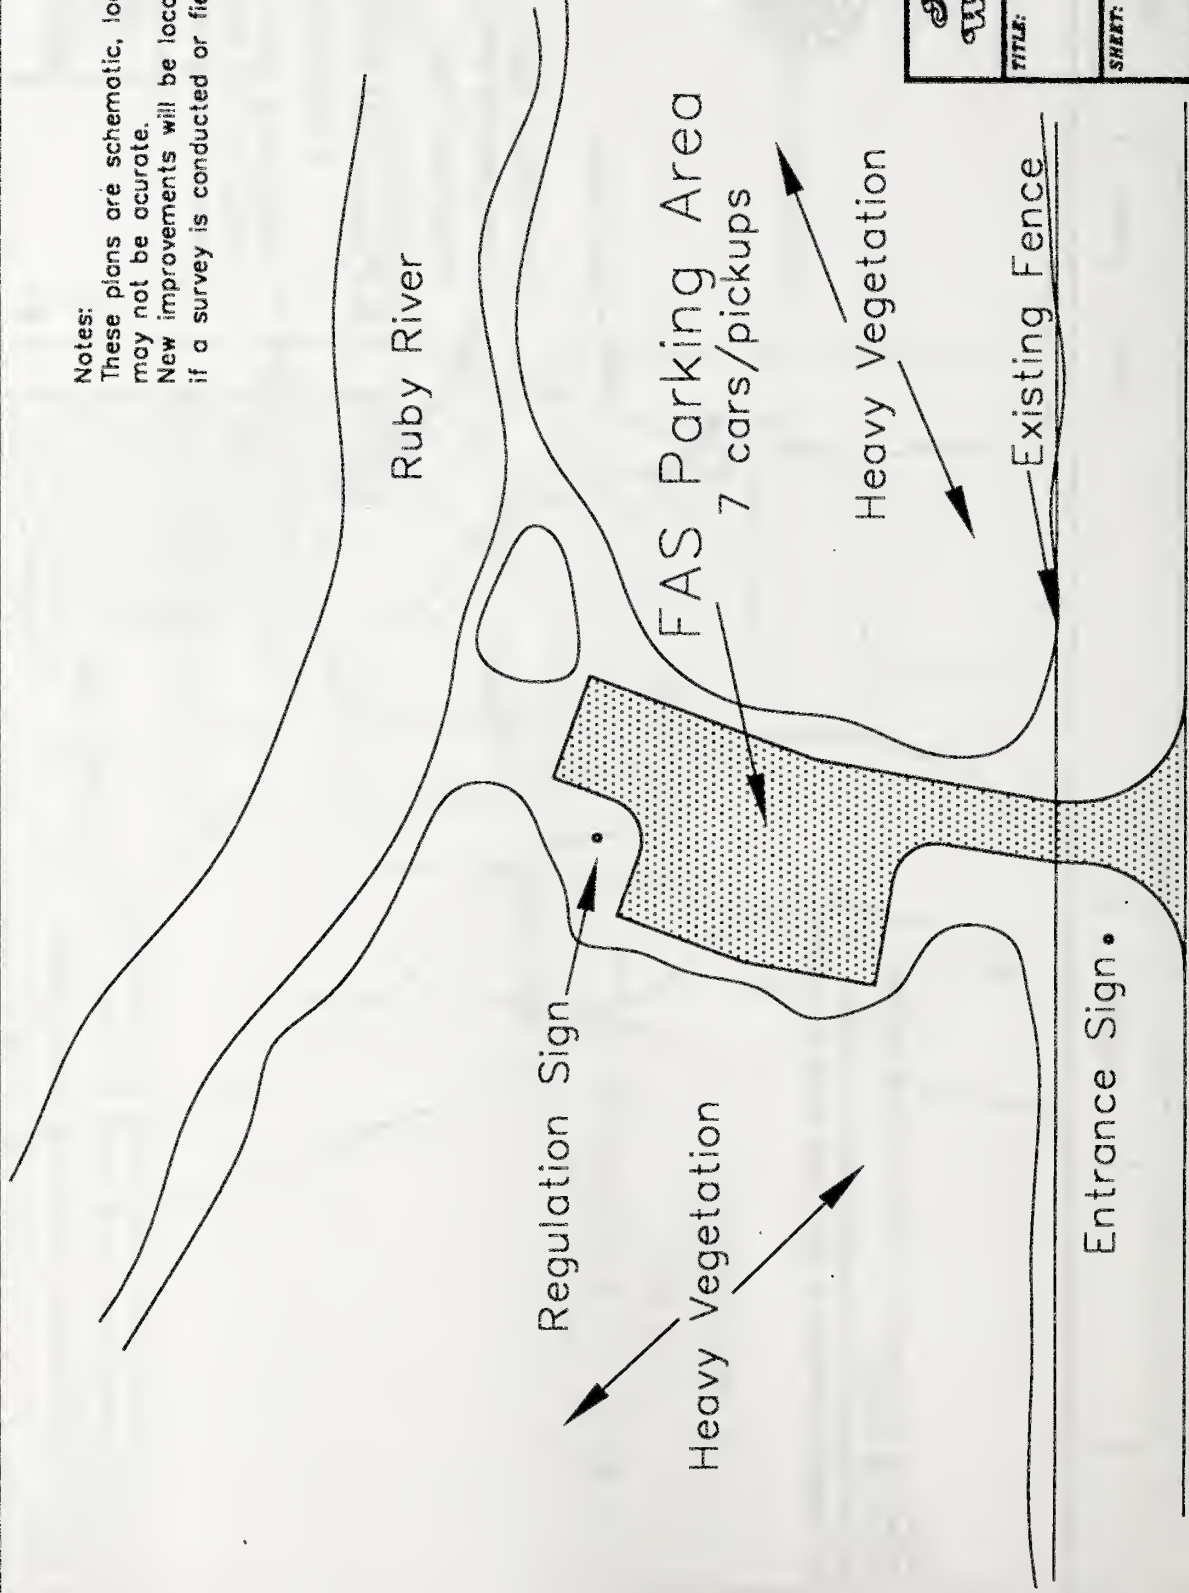 Notes:
These plans are schematic,
may not be acurate.
New improvements will be
if a survey is conducted or
Ruby River
FAS Parking Area
7 cars/pickups
Heavy Vegetation
Existing Fence
Regulation Sign
Heavy Vegetation
Entrance Sign
TITLE:
SHEET: